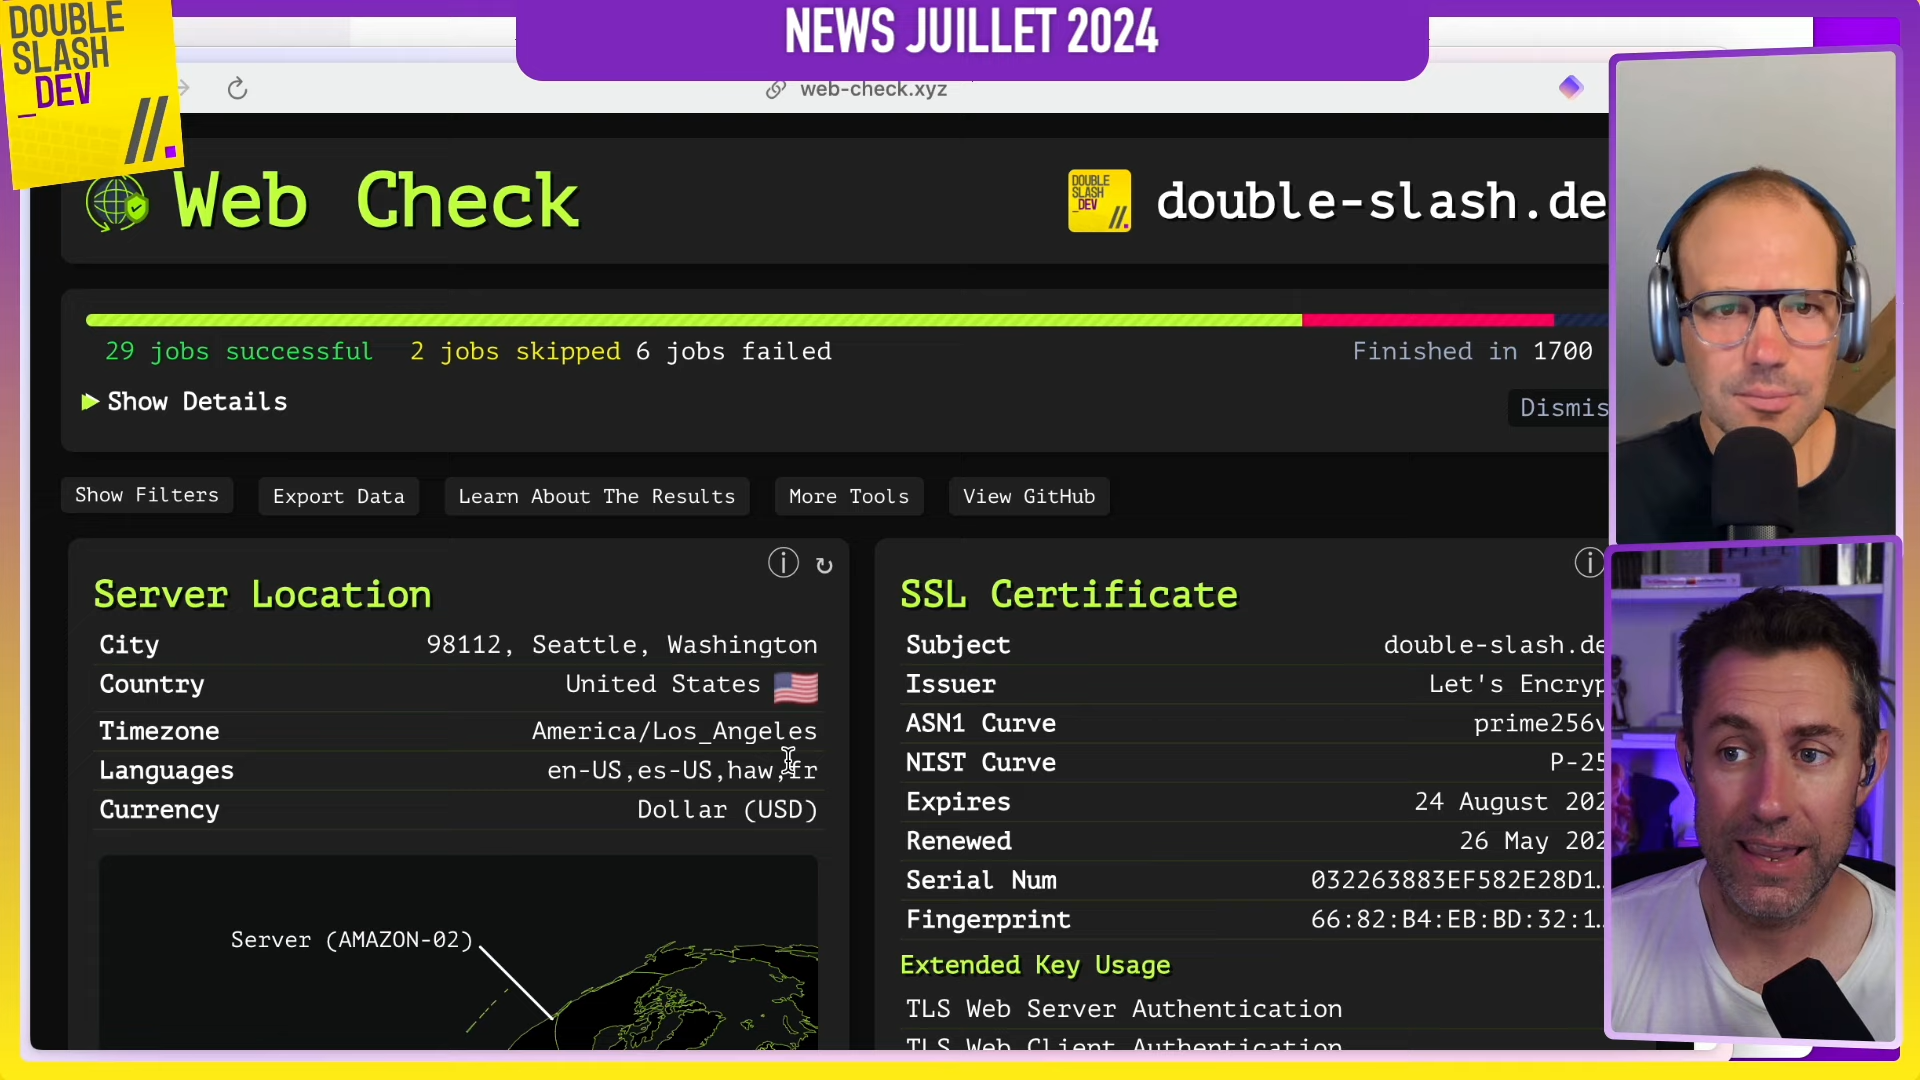 DOUBLE
SLASH
_DEV
//.
NEWS JUILLET 2024
web-check.xyz
Web Check
DOUBLE
SLASH
_DEV
//.
double-slash.de
29 jobs successful 2 jobs skipped 6 jobs failed
Finished in 1700
Show Details
Dismis
Show Filters
Export Data
Learn About The Results
More Tools
View GitHub
Server Location
City 98112, Seattle, Washington
Country United States
Timezone America/Los_Angeles
Languages en-US,es-US,haw,fr
Currency Dollar (USD)
Server (AMAZON-02)
SSL Certificate
Subject double-slash.de
Issuer Let's Encryp
ASN1 Curve prime256v
NIST Curve P-25
Expires 24 August 202
Renewed 26 May 202
Serial Num 032263883EF582E28D1..
Fingerprint 66:82:B4:EB:BD:32:1..
Extended Key Usage
TLS Web Server Authentication
TLS Web Client Authentication